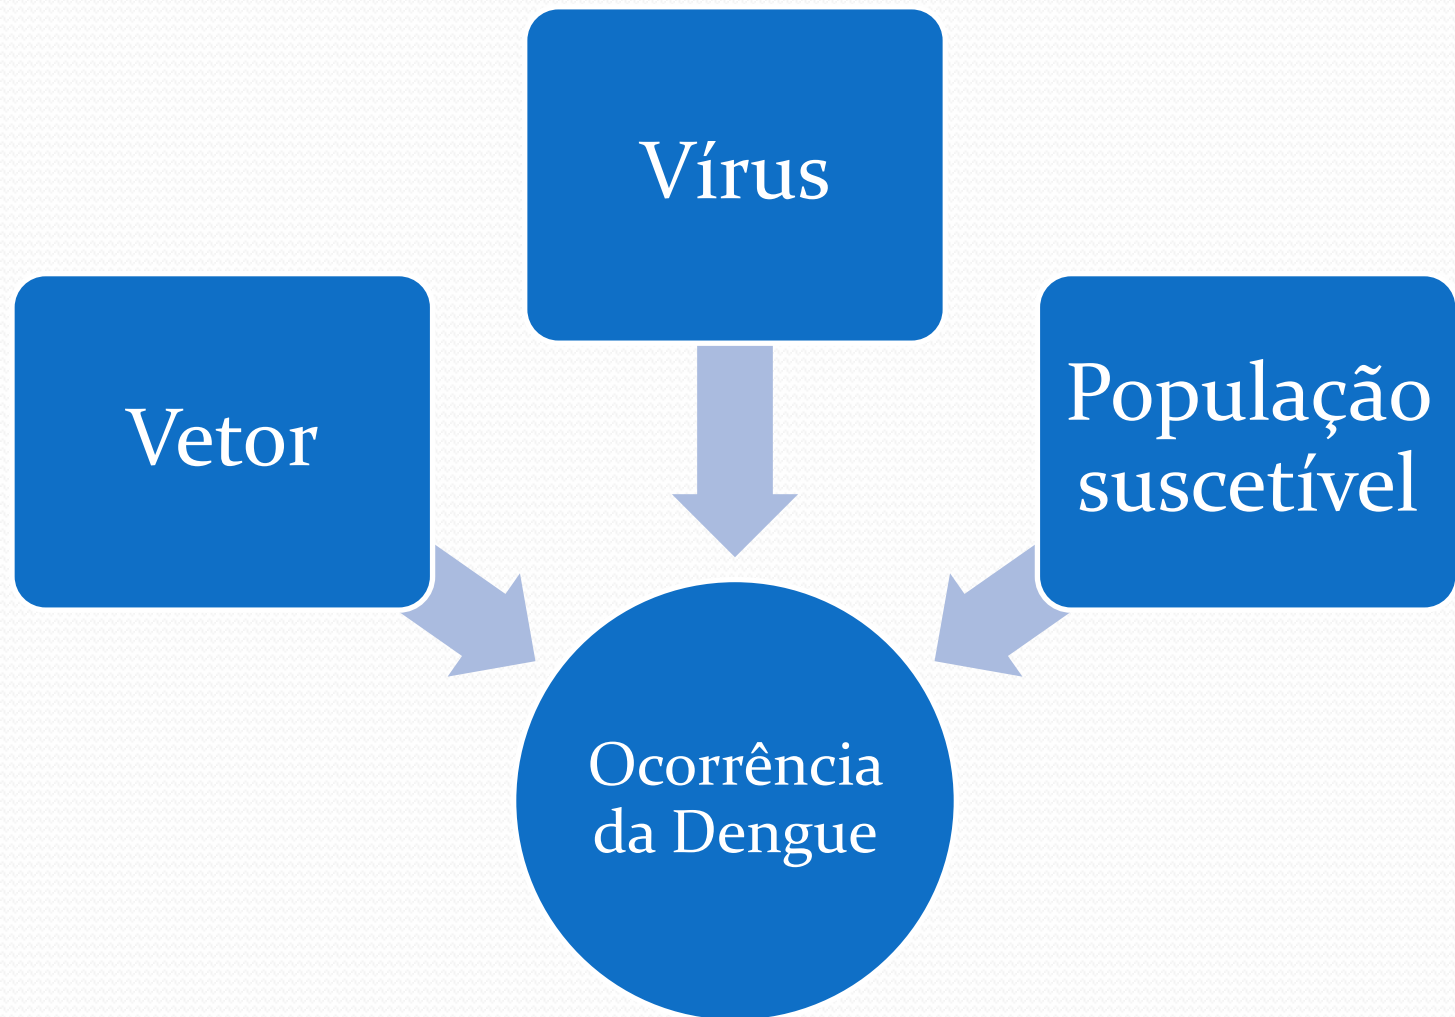 Vírus
Vetor
População
suscetível
Ocorrência
da Dengue